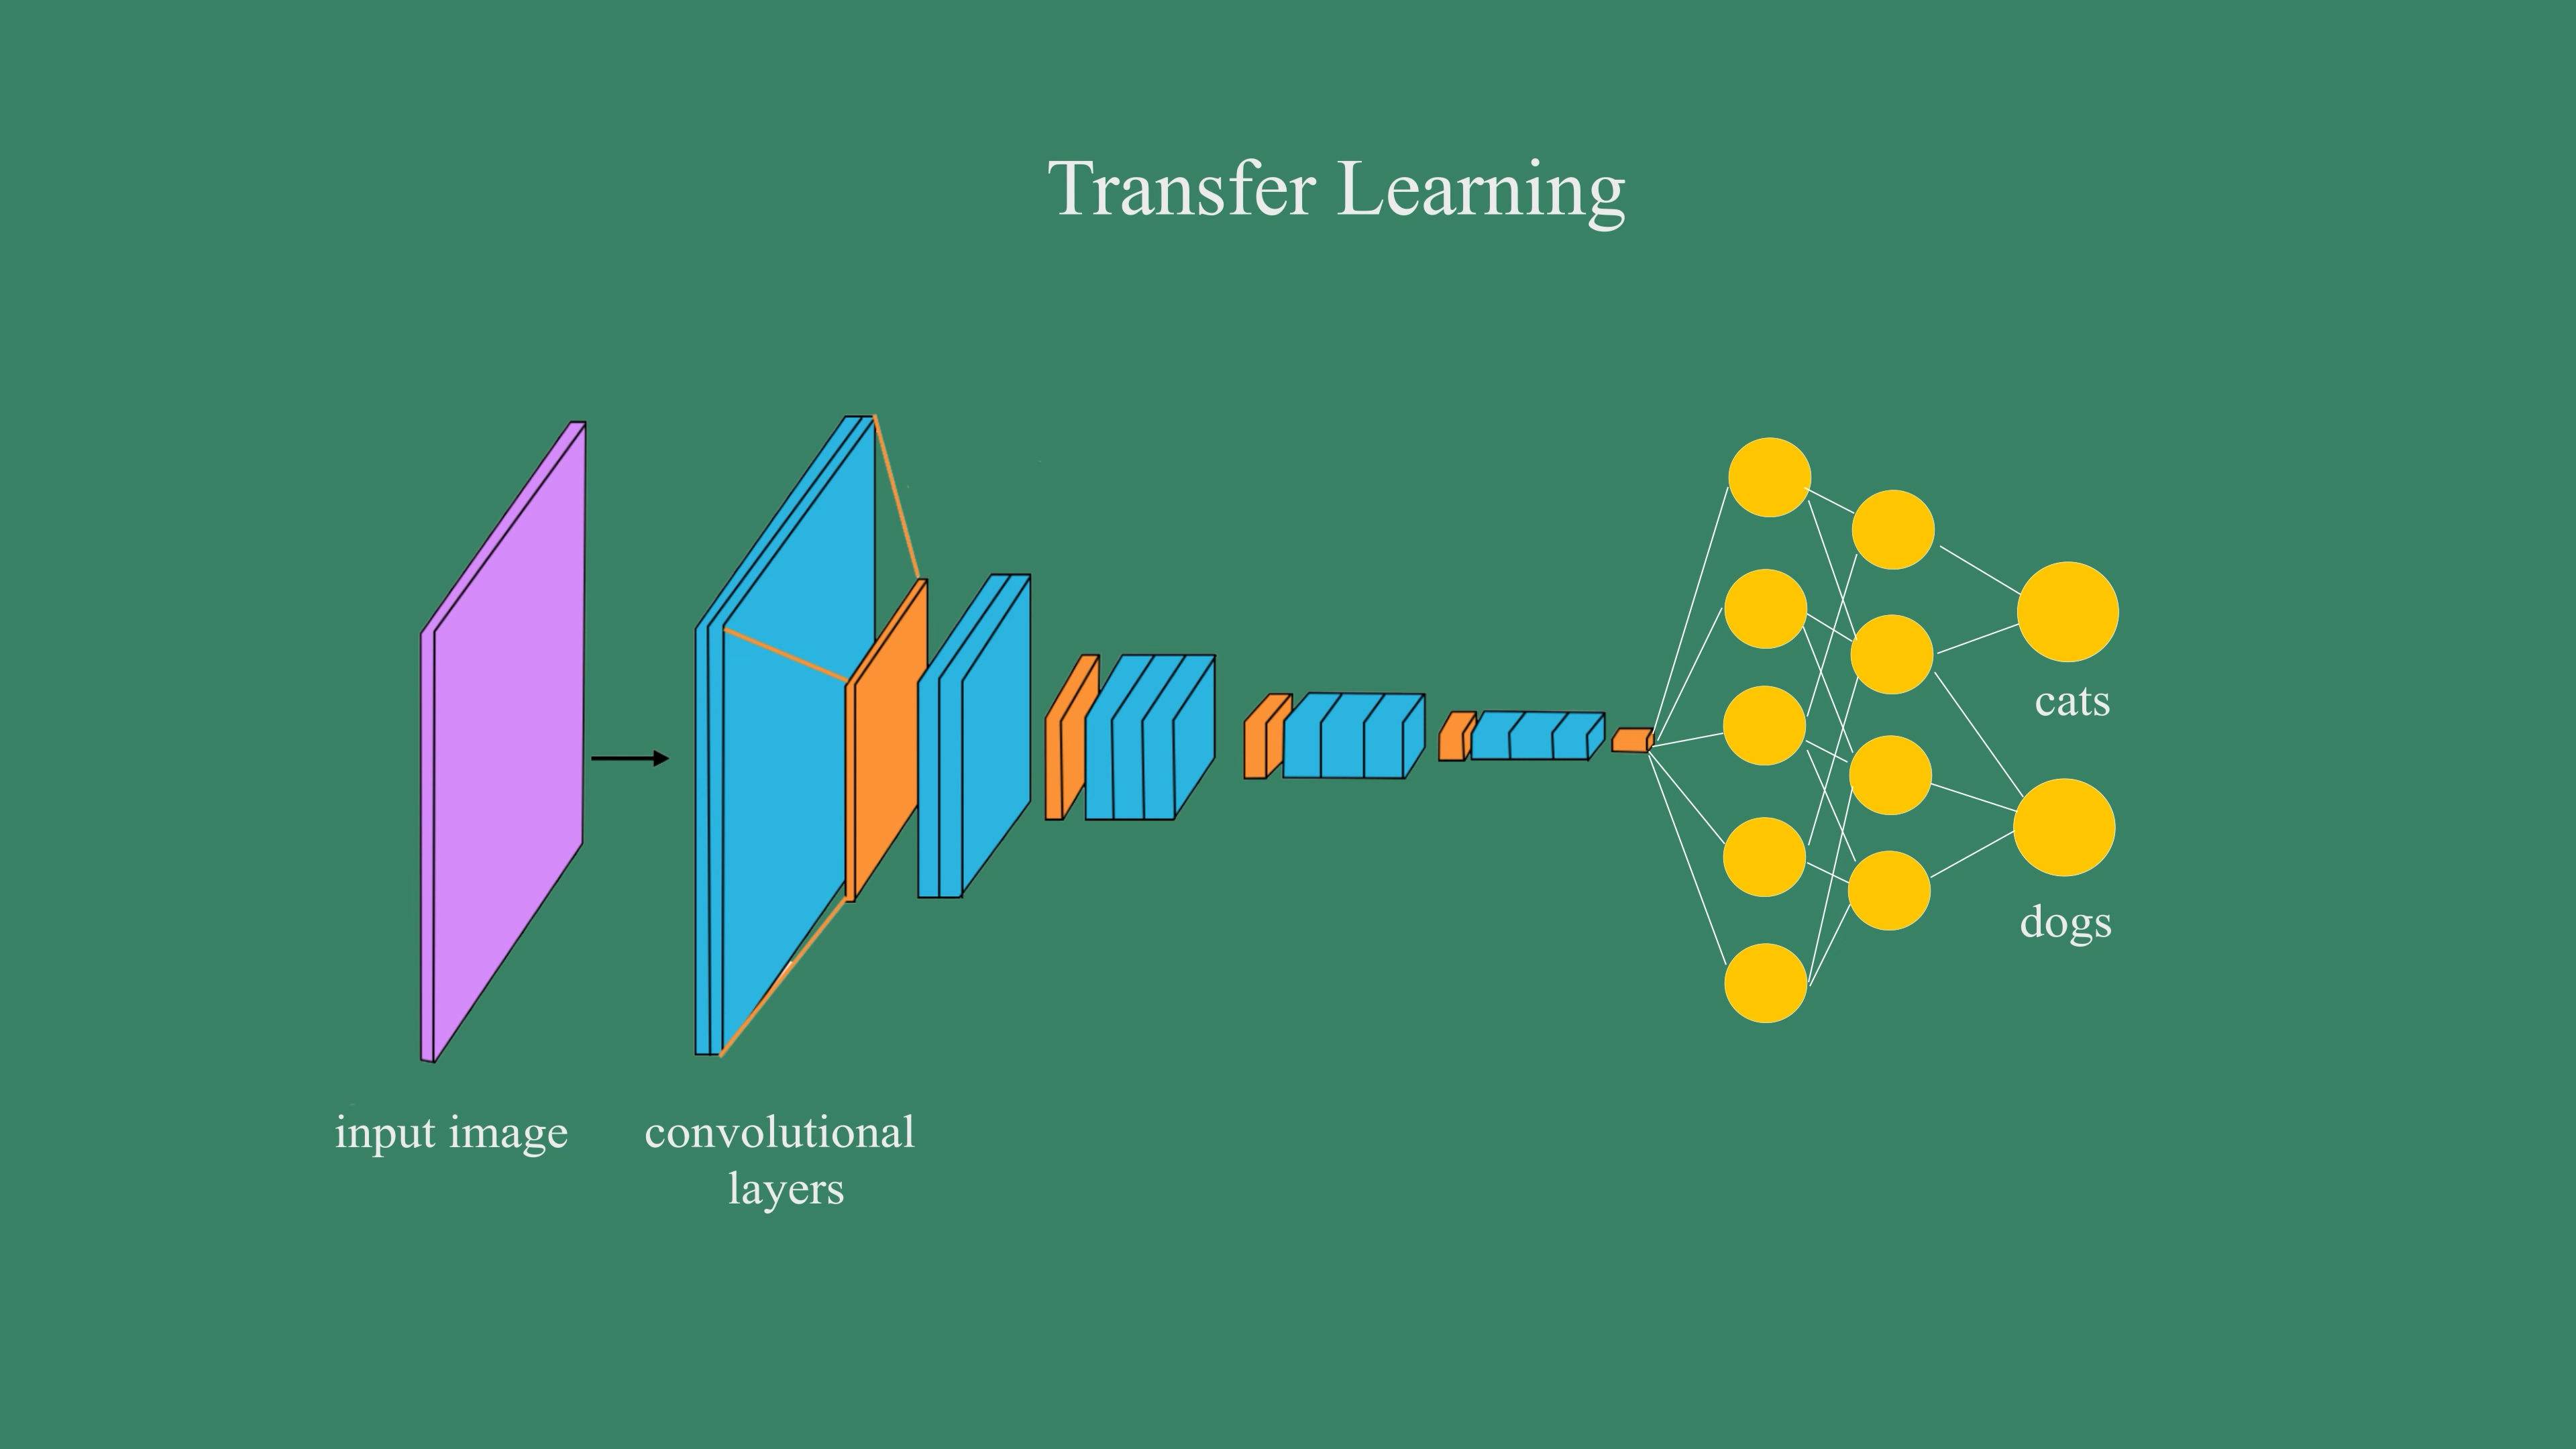 Transfer Learning
cats
dogs
input image
convolutional
layers